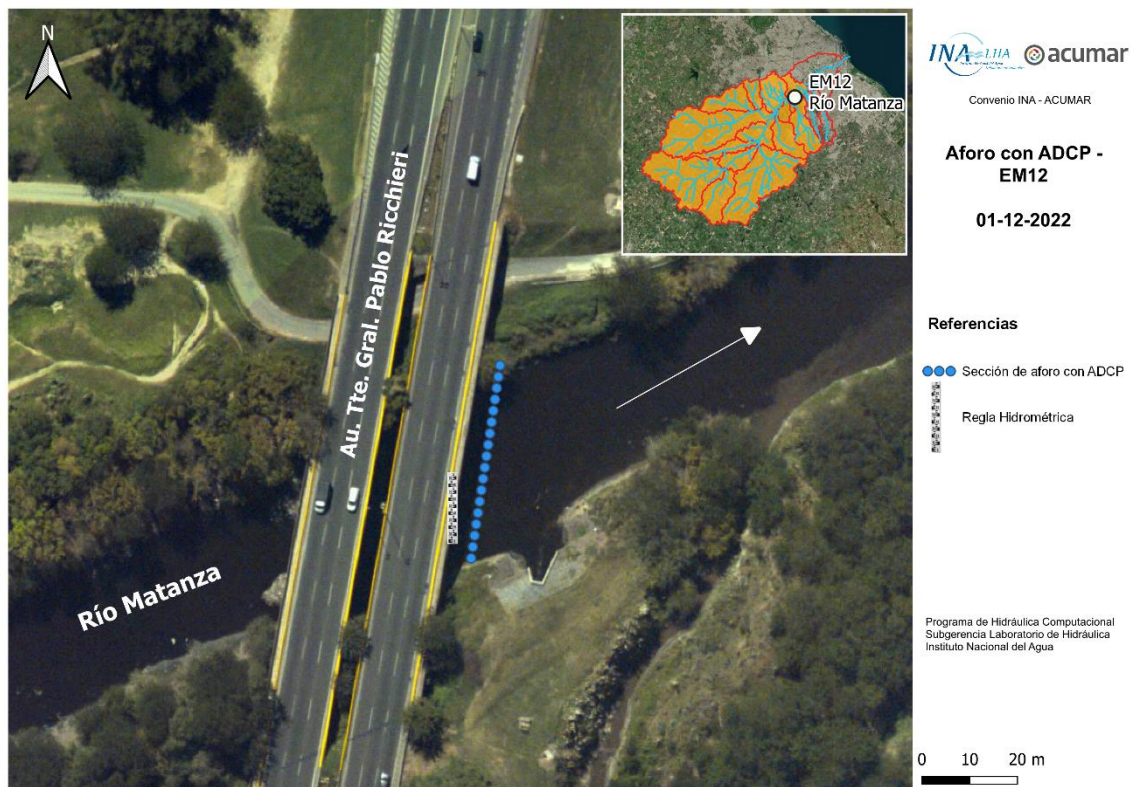 N
Au. Tte. Gral. Pablo Ricchieri
Río Matanza
EM12
Río Matanza
INA
acumar
Convenio INA - ACUMAR
Aforo con ADCP -
EM12
01-12-2022
Referencias
Sección de aforo con ADCP
Regla Hidrométrica
Programa de Hidráulica Computacional
Subgerencia Laboratorio de Hidráulica
Instituto Nacional del Agua
0 10 20 m